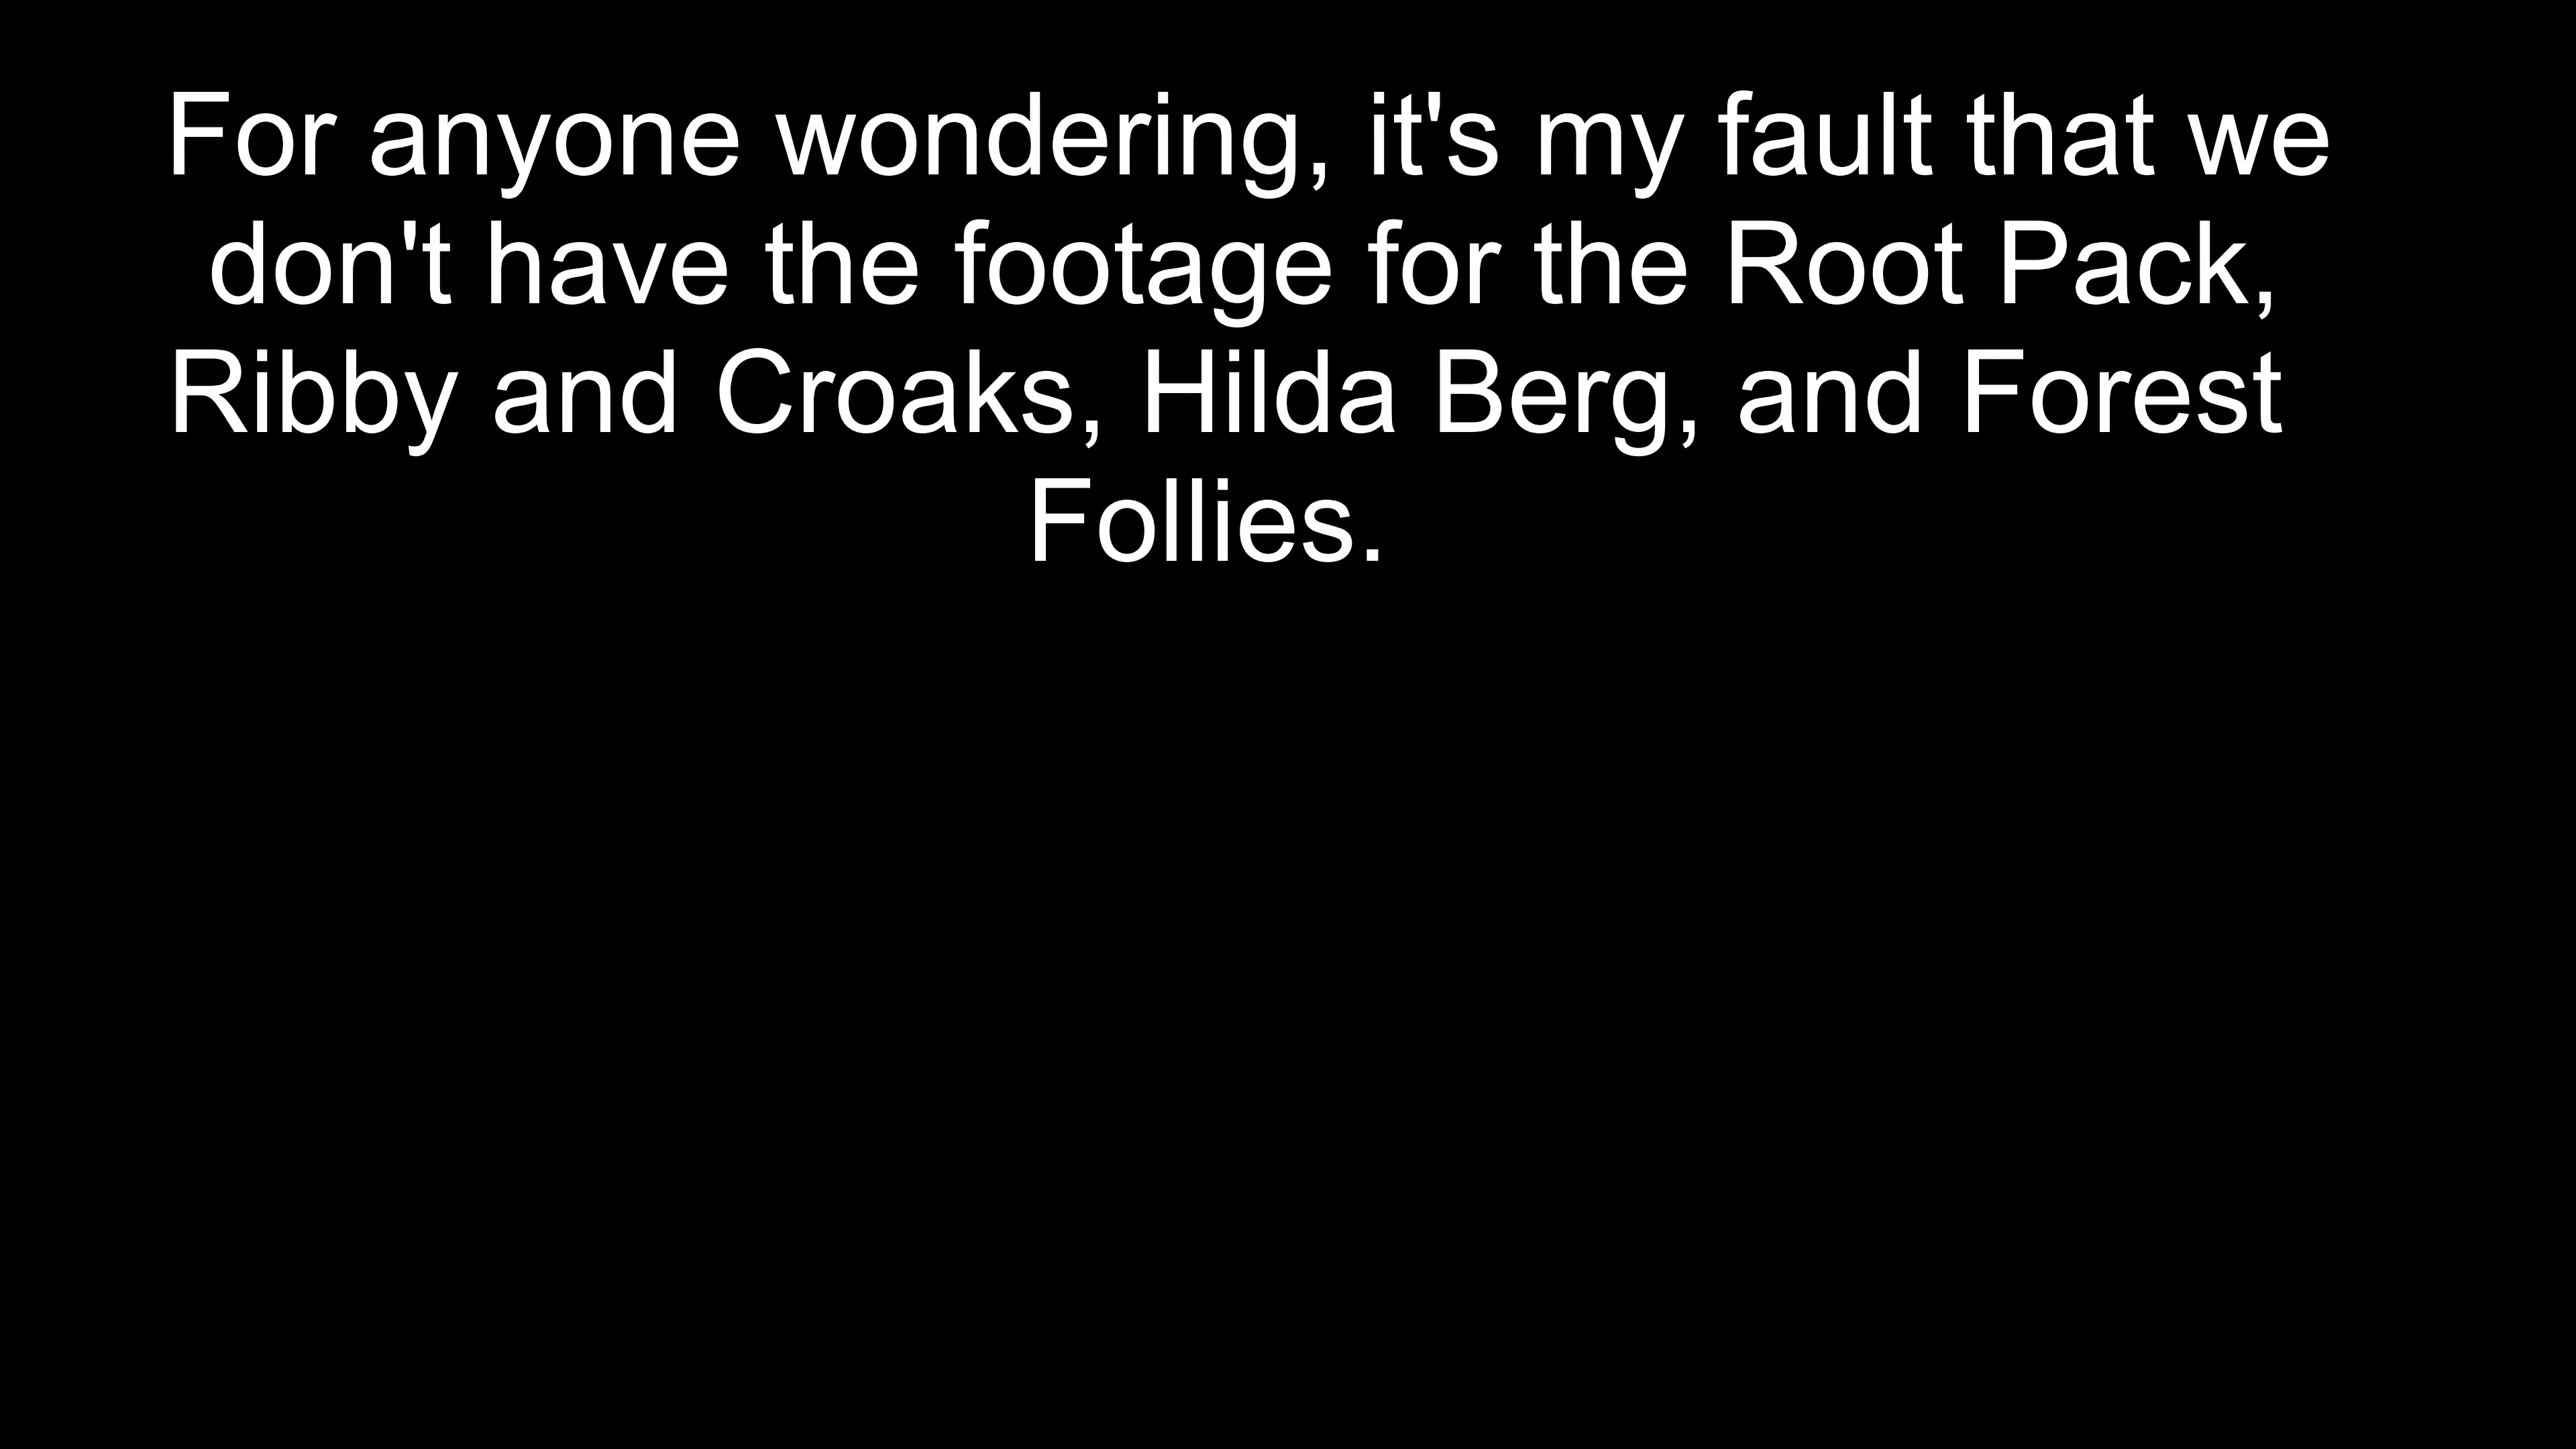 For anyone wondering, it's my fault that we
don't have the footage for the Root Pack,
Ribby and Croaks, Hilda Berg, and Forest
Follies.